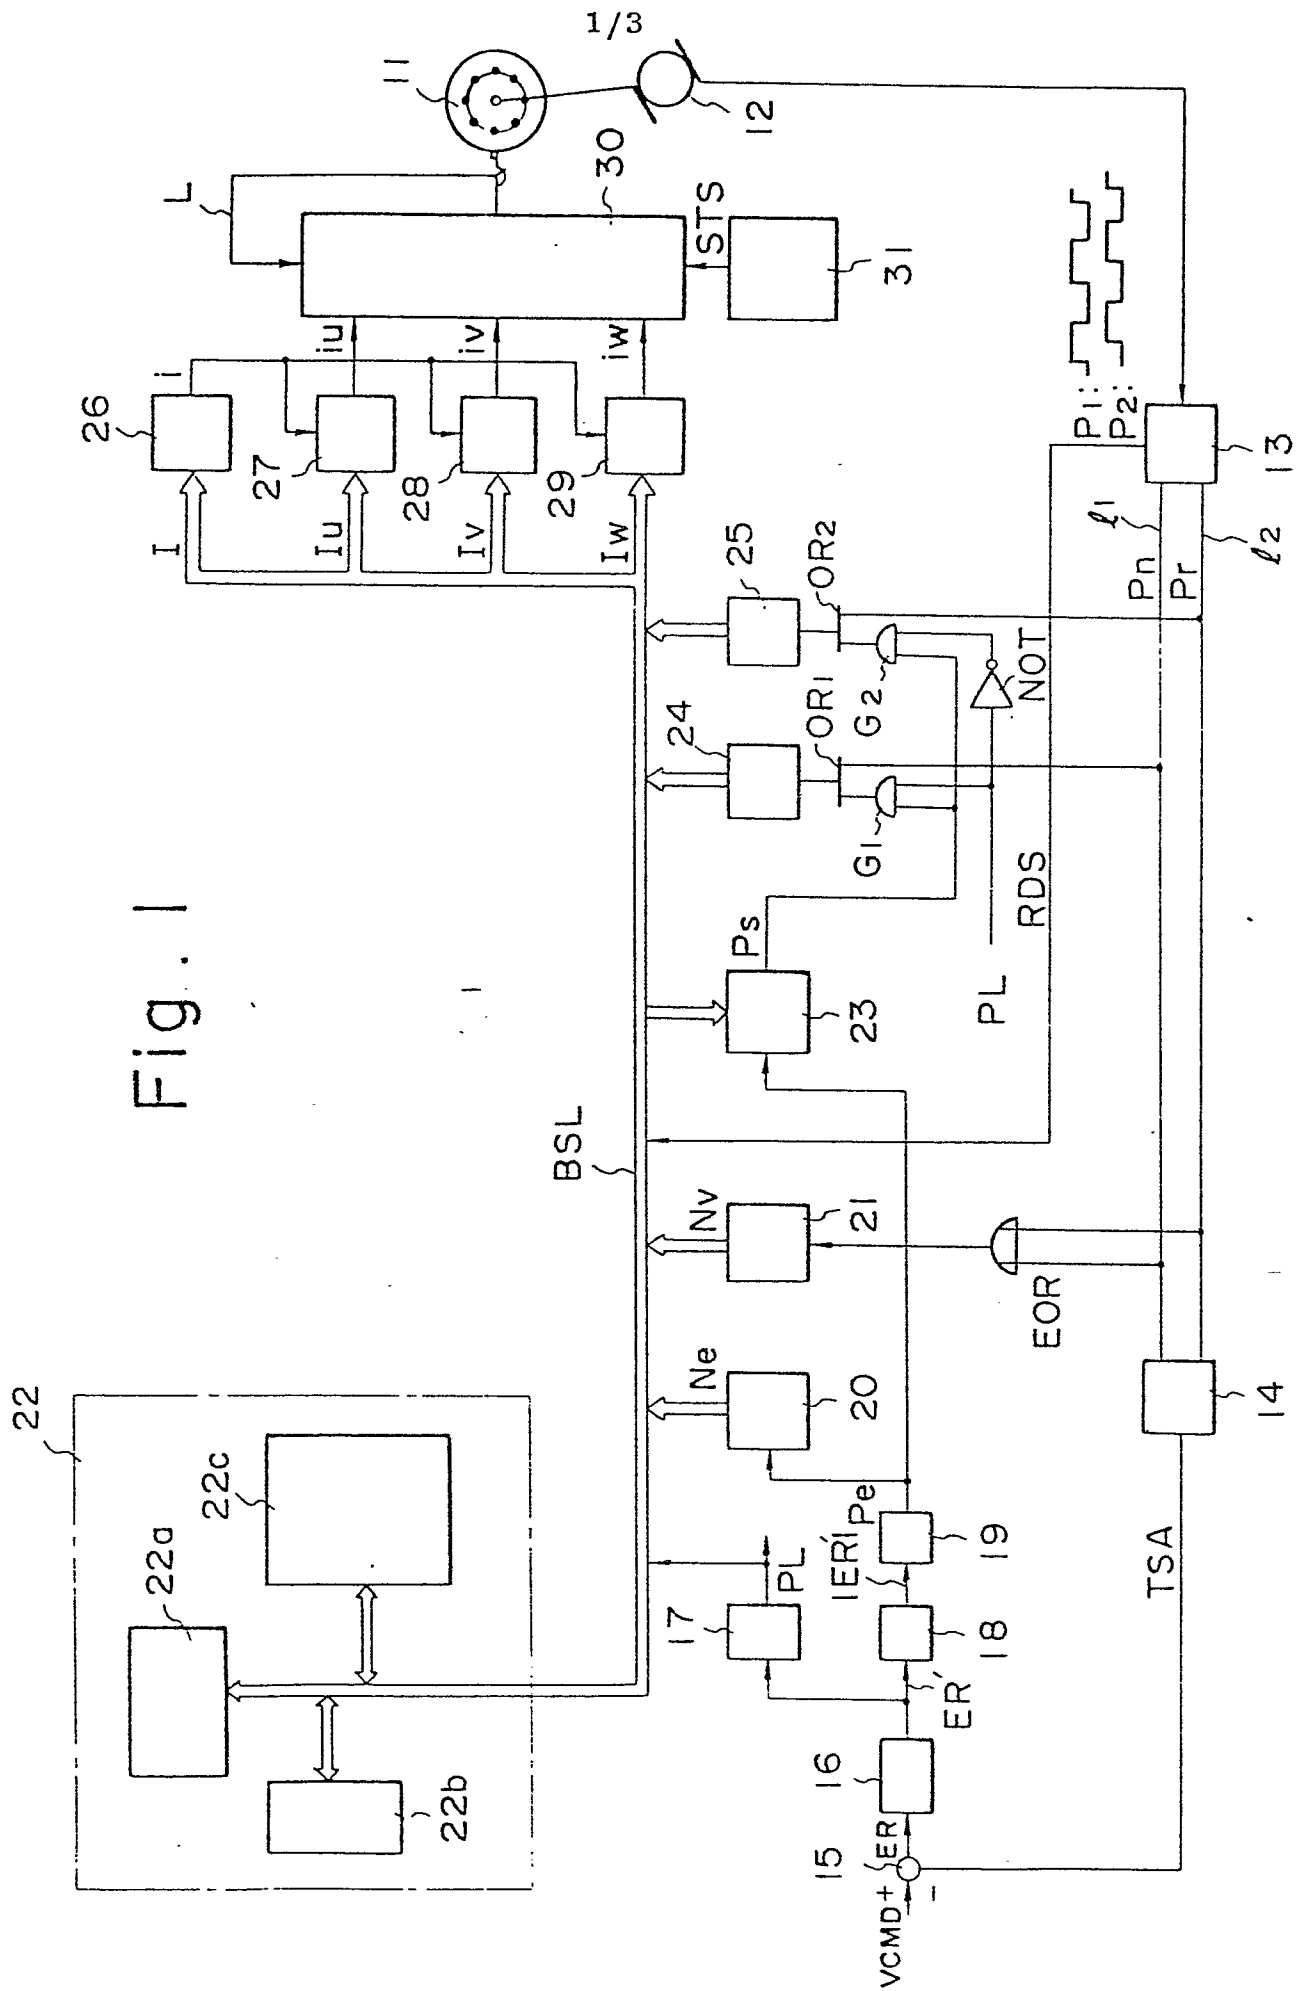 1/3
Fig. 1
22
22a
22b
22c
BSL
26
27
28
29
I
Iu
Iv
Iw
i
iu
iv
iw
L
11
12
30
STS
31
P1:
P2:
13
ℓ1
ℓ2
Pn
Pr
RDS
25
OR2
G2
NOT
24
OR1
G1
PL
Ps
23
Nv
21
EOR
Ne
20
14
TSA
17
PL
Pe
19
|ER'|
18
ER'
16
ER
15
VCMD
+
−